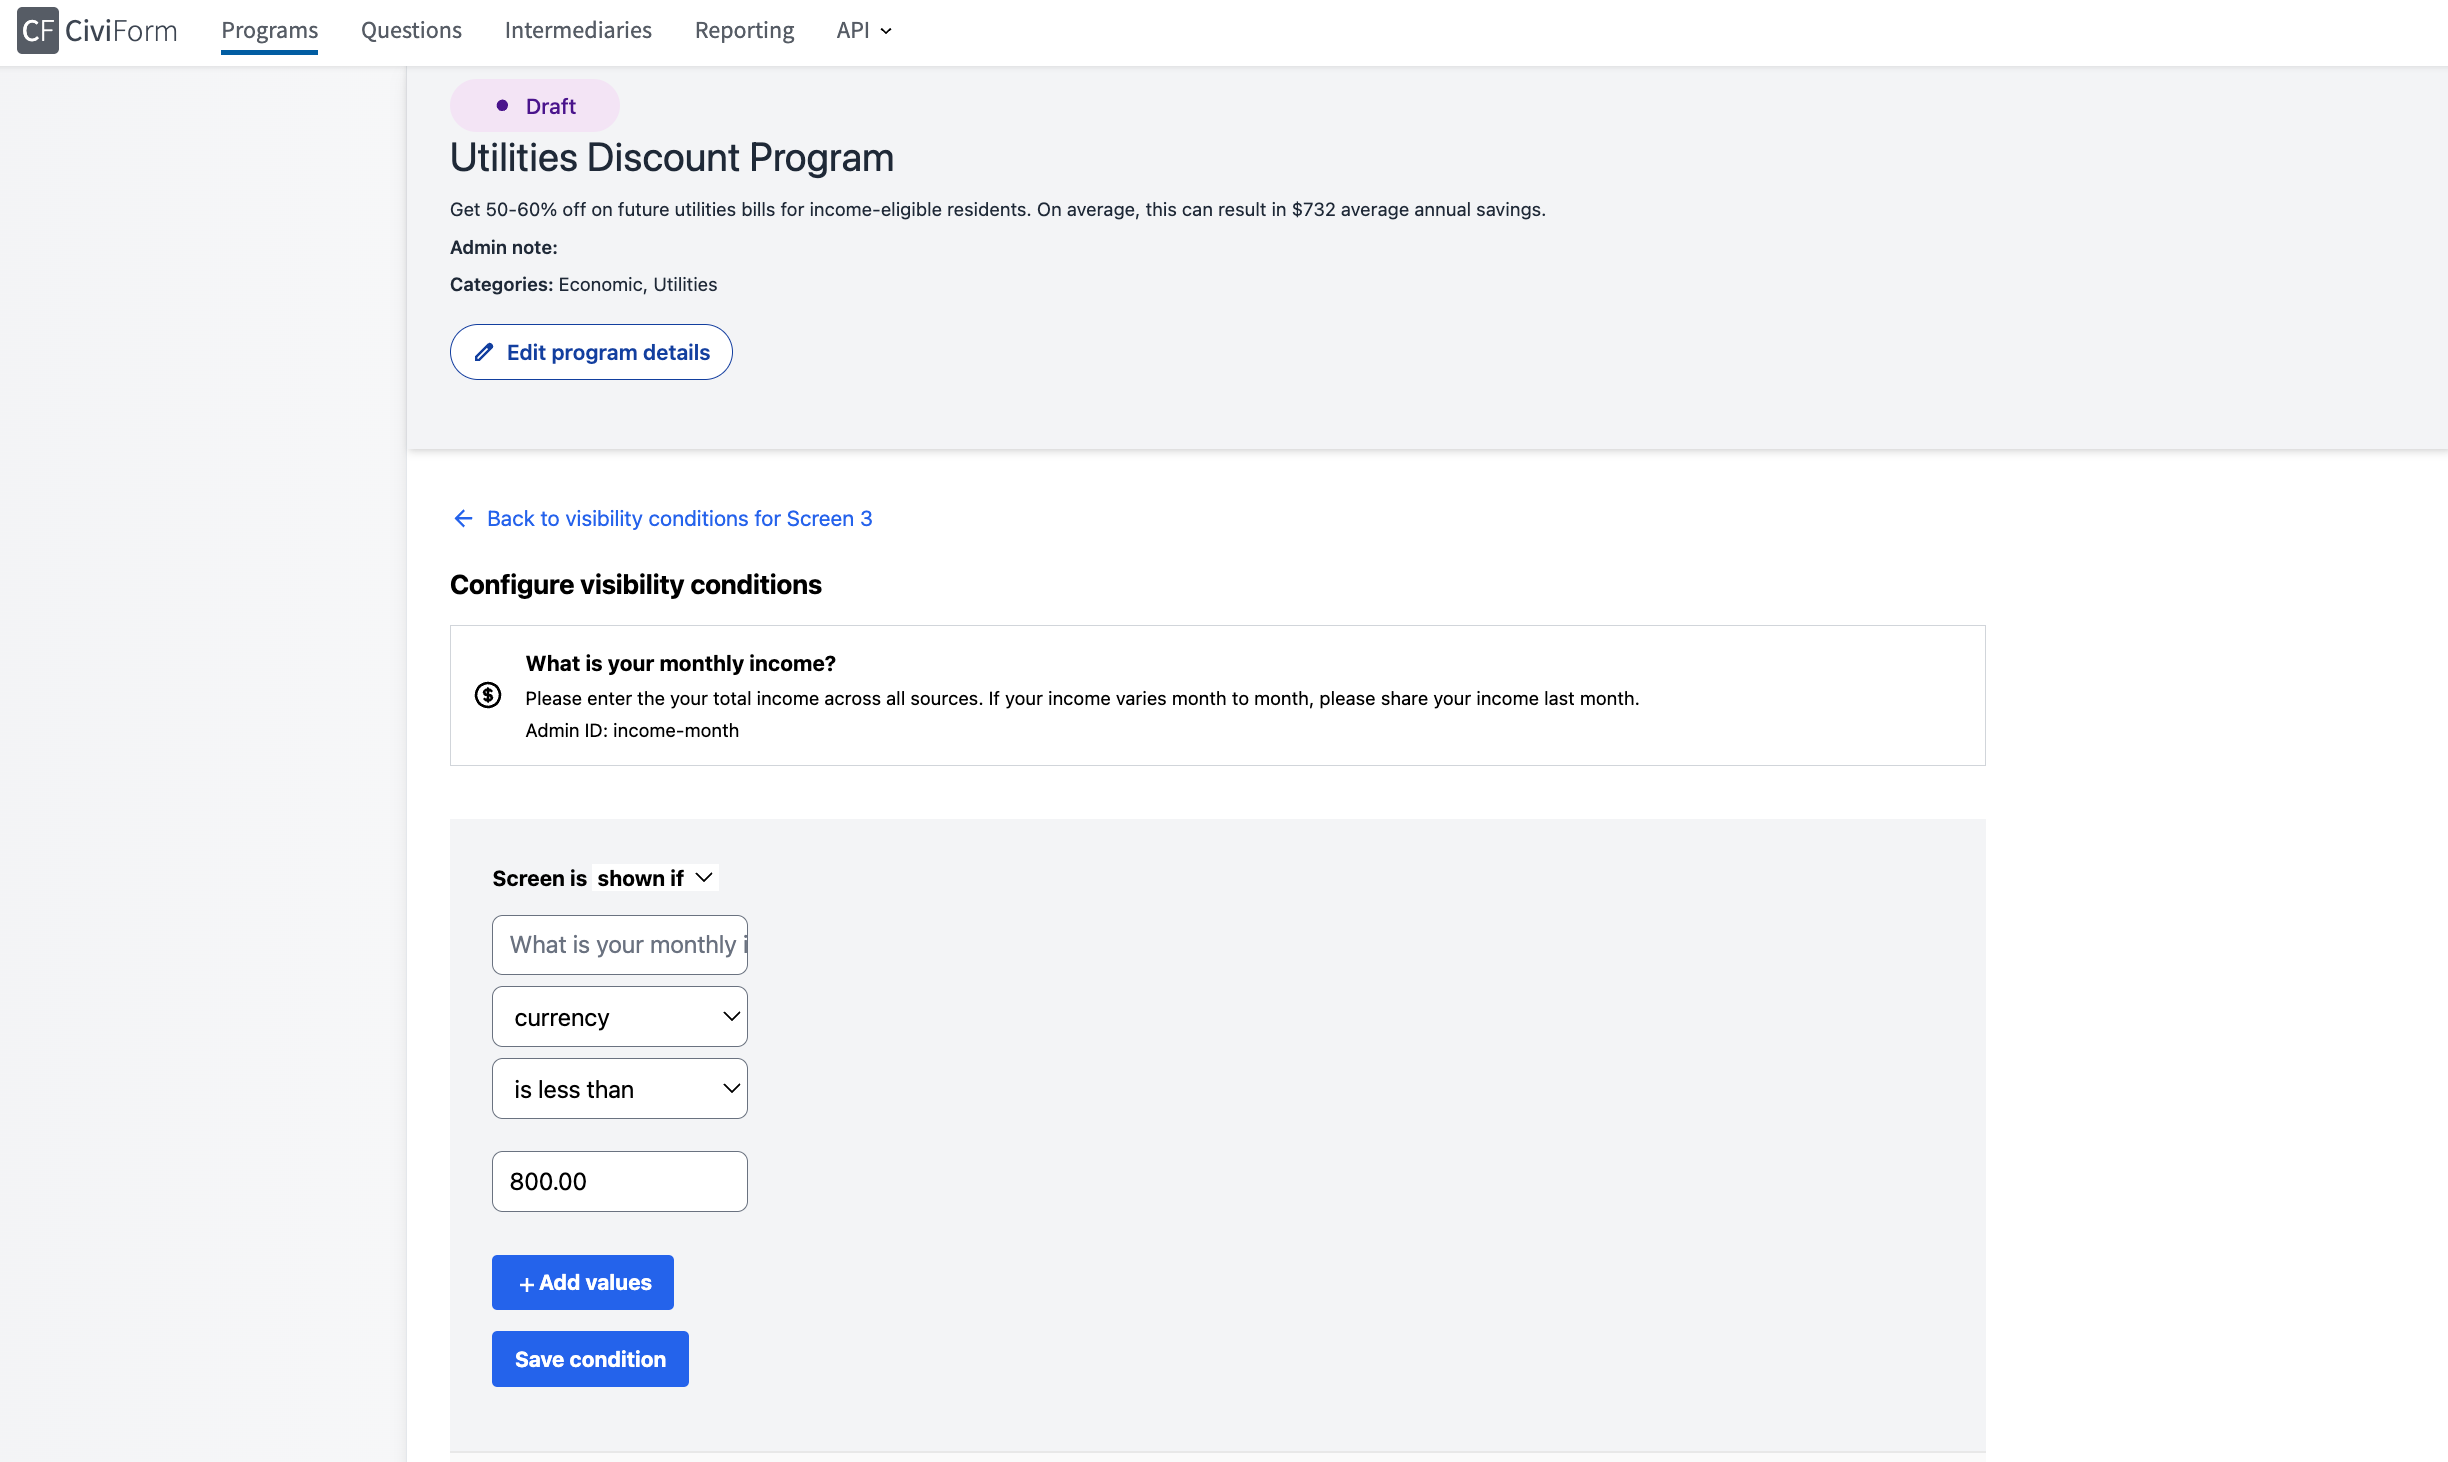 CF CiviForm Programs Questions Intermediaries Reporting API
Draft
Utilities Discount Program
Get 50-60% off on future utilities bills for income-eligible residents. On average, this can result in $732 average annual savings.
Admin note:
Categories: Economic, Utilities
Edit program details
Back to visibility conditions for Screen 3
Configure visibility conditions
What is your monthly income?
Please enter the your total income across all sources. If your income varies month to month, please share your income last month.
Admin ID: income-month
Screen is shown if
What is your monthly i
currency
is less than
800.00
+ Add values
Save condition